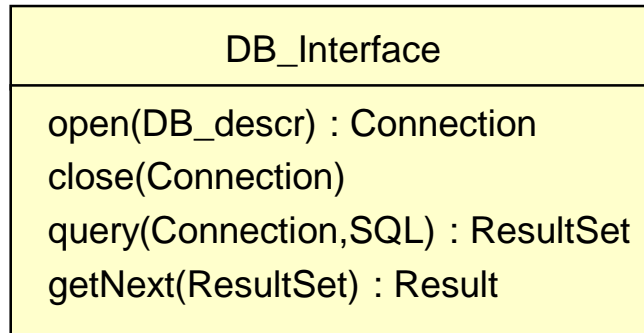 DB_Interface
open(DB_descr) : Connection
close(Connection)
query(Connection,SQL) : ResultSet
getNext(ResultSet) : Result